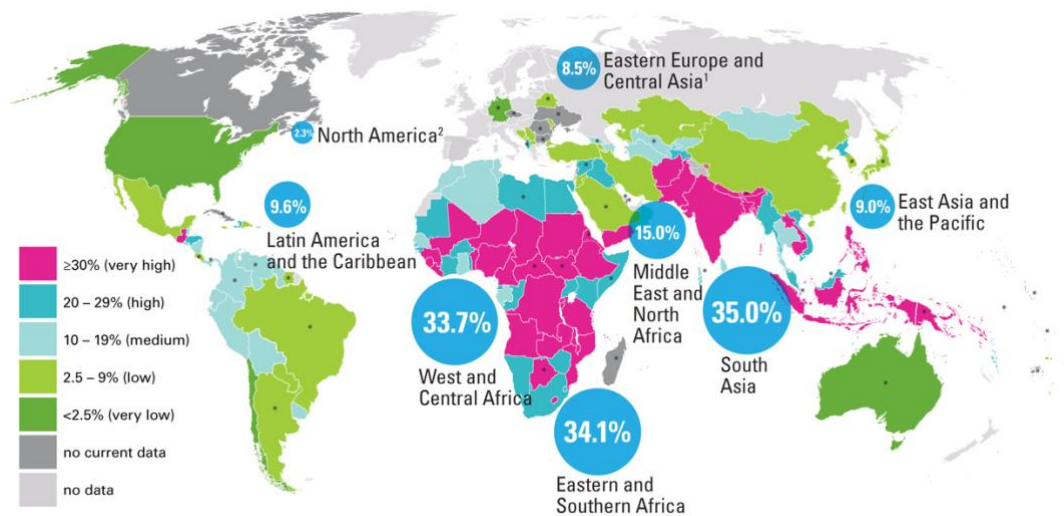 8.5%
Eastern Europe and
Central Asia¹
2.3%
North America²
9.6%
Latin America
and the Caribbean
9.0%
East Asia and
the Pacific
15.0%
Middle
East and
North
Africa
33.7%
West and
Central Africa
35.0%
South
Asia
34.1%
Eastern and
Southern Africa
≥30% (very high)
20 – 29% (high)
10 – 19% (medium)
2.5 – 9% (low)
<2.5% (very low)
no current data
no data